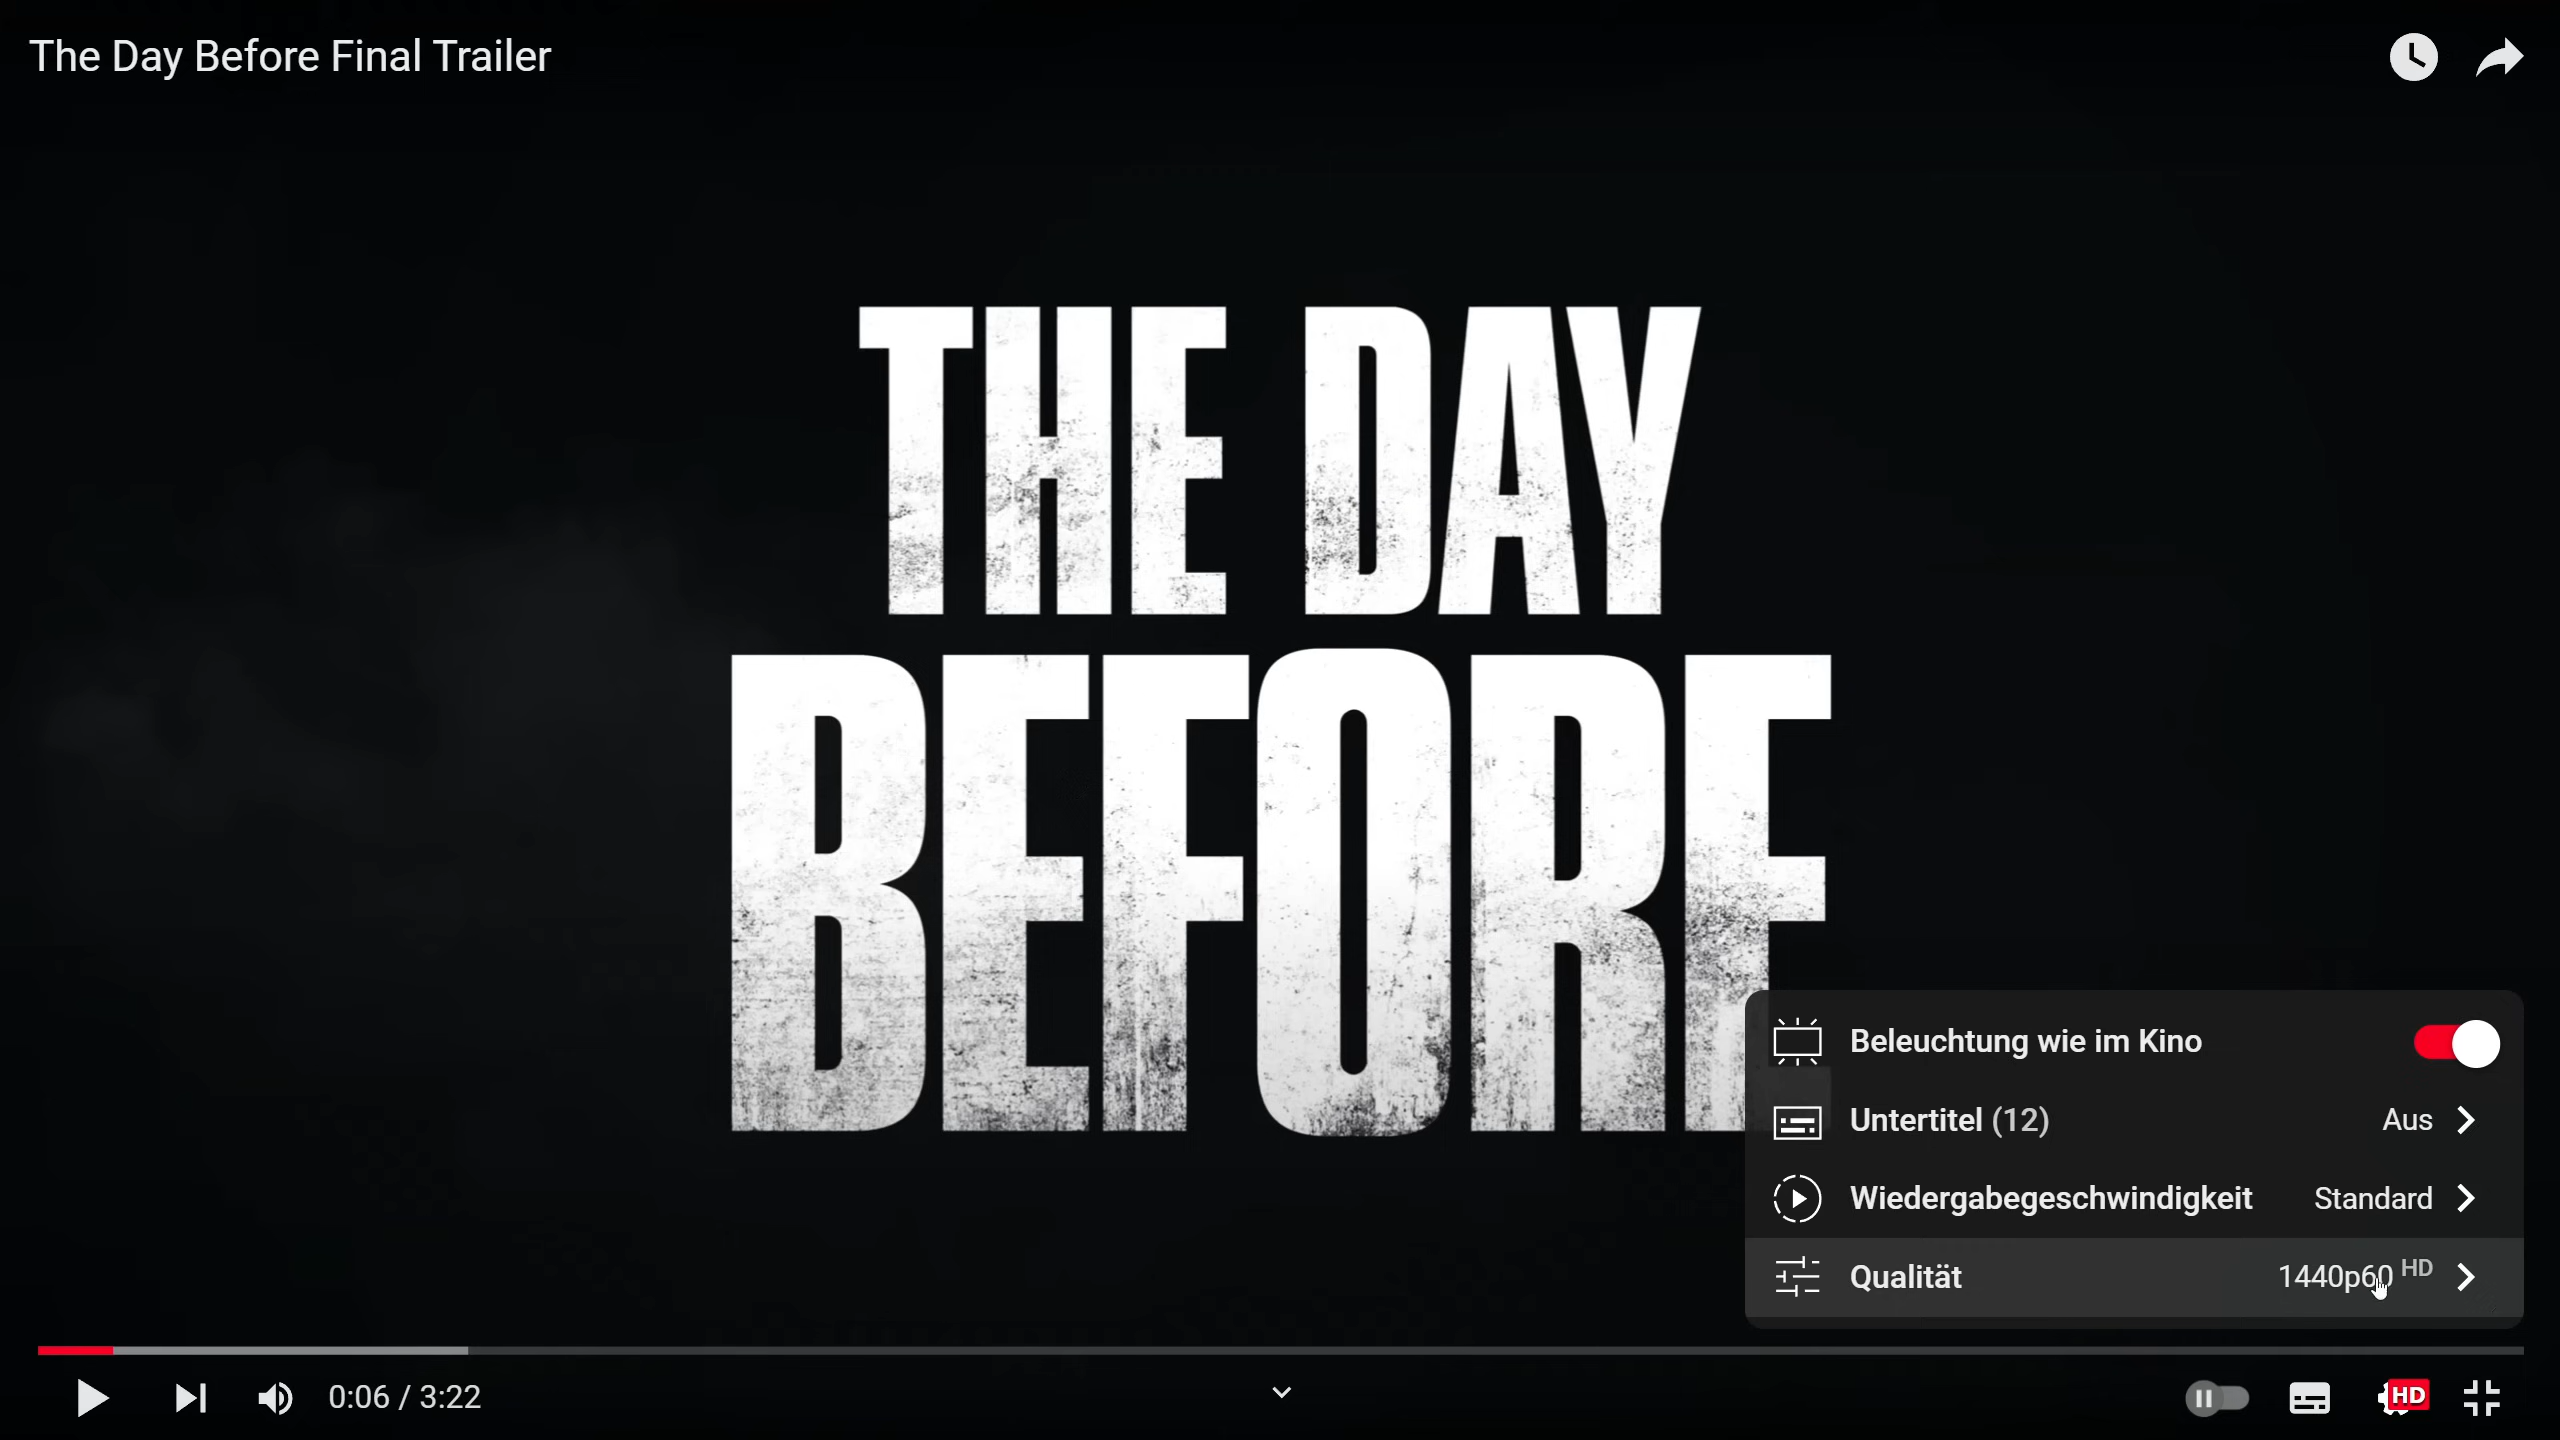 The Day Before Final Trailer
THE DAY
BEFORE
Beleuchtung wie im Kino
Untertitel (12) Aus
Wiedergabegeschwindigkeit Standard
Qualität 1440p60 HD
0:06 / 3:22
HD